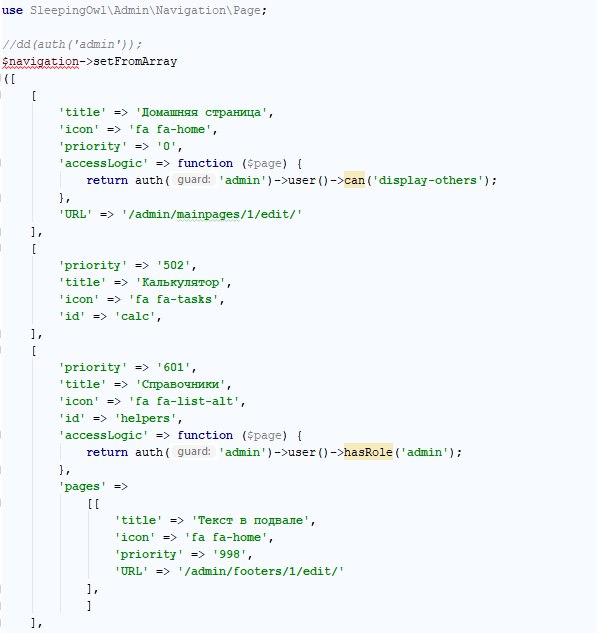 use SleepingOwl\Admin\Navigation\Page;
//dd(auth('admin'));
$navigation->setFromArray
([
    [
        'title' => 'Домашняя страница',
        'icon' => 'fa fa-home',
        'priority' => '0',
        'accessLogic' => function ($page) {
            return auth( guard: 'admin')->user()->can('display-others');
        },
        'URL' => '/admin/mainpages/1/edit/'
    ],
    [
        'priority' => '502',
        'title' => 'Калькулятор',
        'icon' => 'fa fa-tasks',
        'id' => 'calc',
    ],
    [
        'priority' => '601',
        'title' => 'Справочники',
        'icon' => 'fa fa-list-alt',
        'id' => 'helpers',
        'accessLogic' => function ($page) {
            return auth( guard: 'admin')->user()->hasRole('admin');
        },
        'pages' =>
            [[
                'title' => 'Текст в подвале',
                'icon' => 'fa fa-home',
                'priority' => '998',
                'URL' => '/admin/footers/1/edit/'
            ],
            ]
    ],